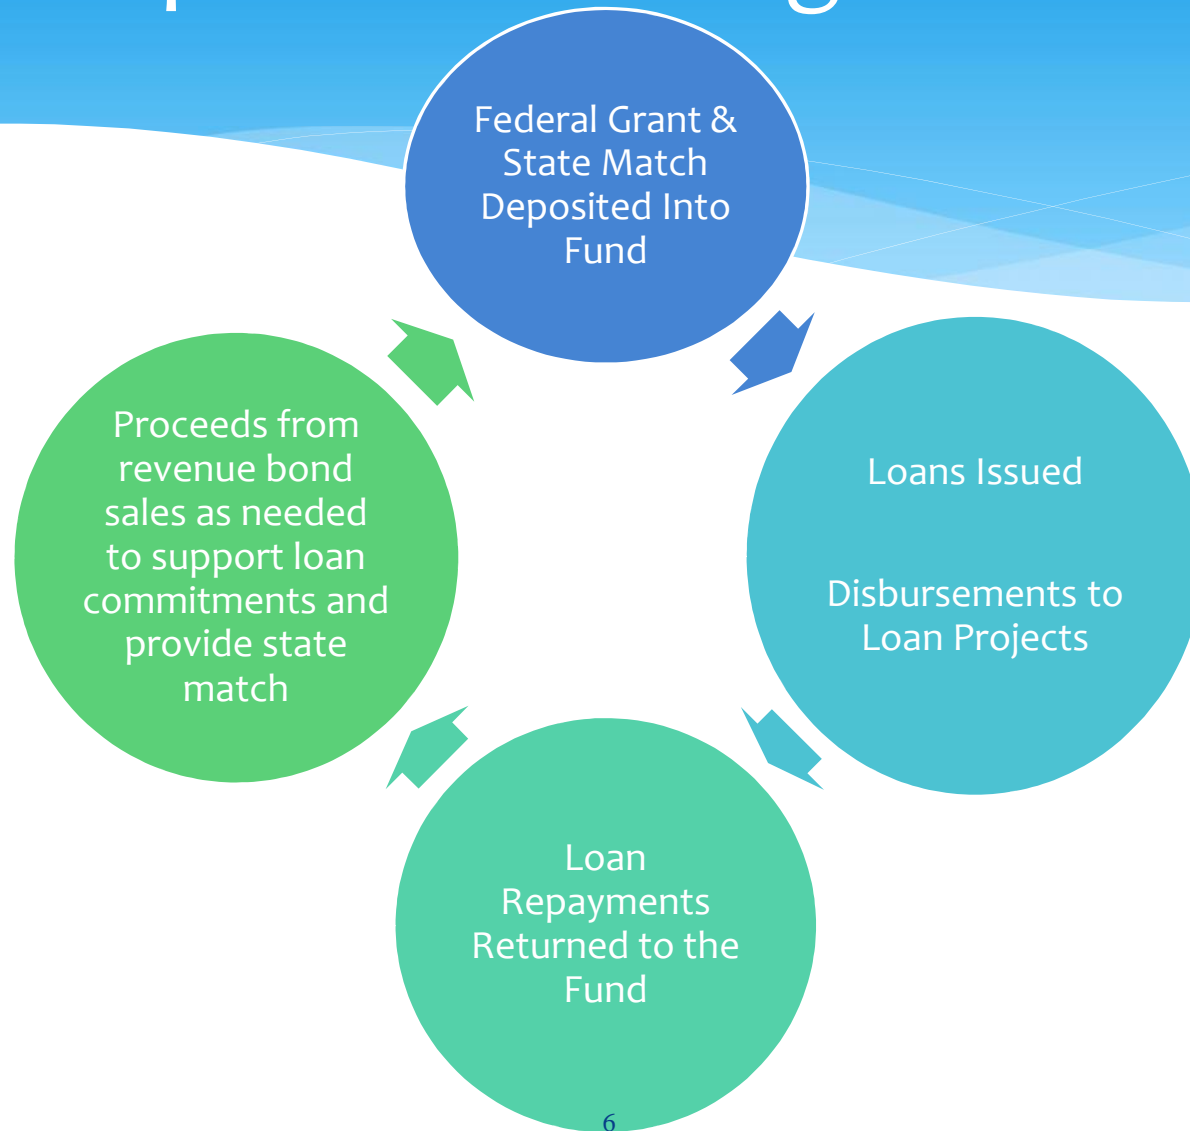 Federal Grant &
State Match
Deposited Into
Fund
Loans Issued
Disbursements to
Loan Projects
Loan
Repayments
Returned to the
Fund
Proceeds from
revenue bond
sales as needed
to support loan
commitments and
provide state
match
6